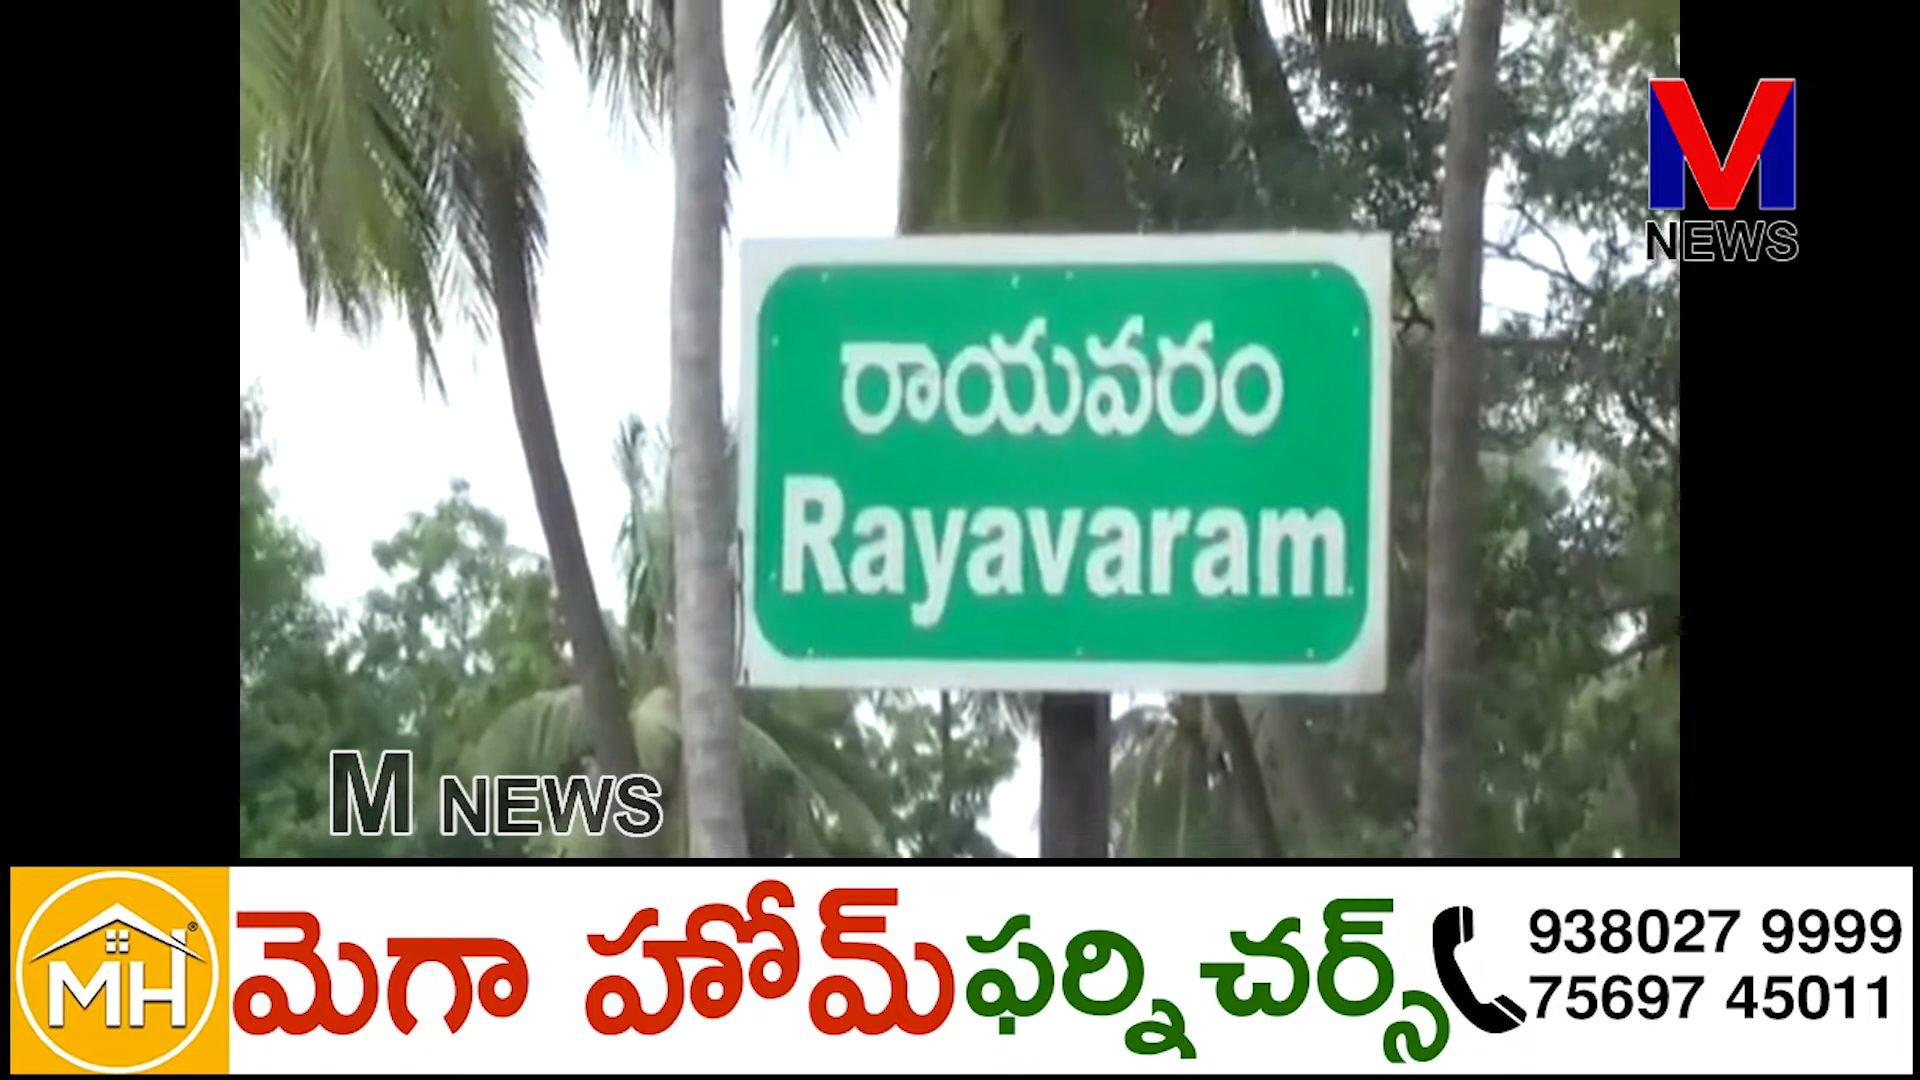 M
NEWS
రాయవరం
Rayavaram
M NEWS
MH®
మెగా హోమ్ ఫర్నిచర్స్
938027 9999
75697 45011